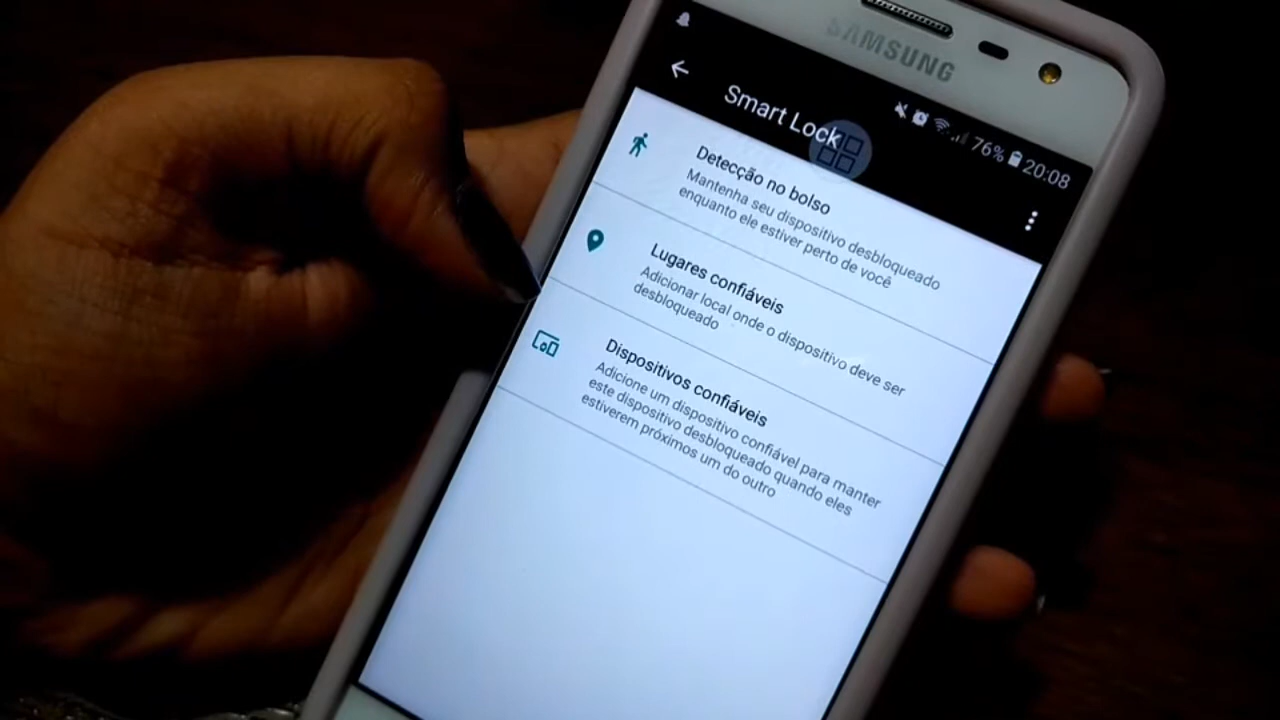 SAMSUNG
76% 20:08
Smart Lock
Detecção no bolso
Mantenha seu dispositivo desbloqueado
enquanto ele estiver perto de você
Lugares confiáveis
Adicionar local onde o dispositivo deve ser
desbloqueado
Dispositivos confiáveis
Adicione um dispositivo confiável para manter
este dispositivo desbloqueado quando eles
estiverem próximos um do outro